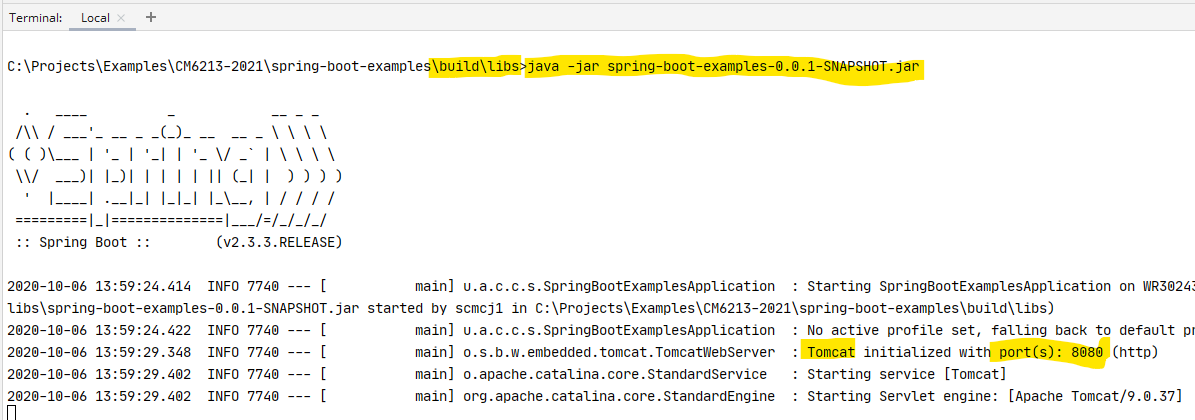 Terminal: Local × +
C:\Projects\Examples\CM6213-2021\spring-boot-examples\build\libs>java -jar spring-boot-examples-0.0.1-SNAPSHOT.jar
  .   ____          _            __ _ _
 /\\ / ___'_ __ _ _(_)_ __  __ _ \ \ \ \
( ( )\___ | '_ | '_| | '_ \/ _` | \ \ \ \
 \\/  ___)| |_)| | | | | || (_| |  ) ) ) )
  '  |____| .__|_| |_|_| |_\__, | / / / /
 =========|_|==============|___/=/_/_/_/
 :: Spring Boot ::        (v2.3.3.RELEASE)
2020-10-06 13:59:24.414  INFO 7740 --- [           main] u.a.c.c.s.SpringBootExamplesApplication  : Starting SpringBootExamplesApplication on WR30243
libs\spring-boot-examples-0.0.1-SNAPSHOT.jar started by scmcj1 in C:\Projects\Examples\CM6213-2021\spring-boot-examples\build\libs)
2020-10-06 13:59:24.422  INFO 7740 --- [           main] u.a.c.c.s.SpringBootExamplesApplication  : No active profile set, falling back to default pr
2020-10-06 13:59:29.348  INFO 7740 --- [           main] o.s.b.w.embedded.tomcat.TomcatWebServer  : Tomcat initialized with port(s): 8080 (http)
2020-10-06 13:59:29.402  INFO 7740 --- [           main] o.apache.catalina.core.StandardService   : Starting service [Tomcat]
2020-10-06 13:59:29.402  INFO 7740 --- [           main] org.apache.catalina.core.StandardEngine  : Starting Servlet engine: [Apache Tomcat/9.0.37]